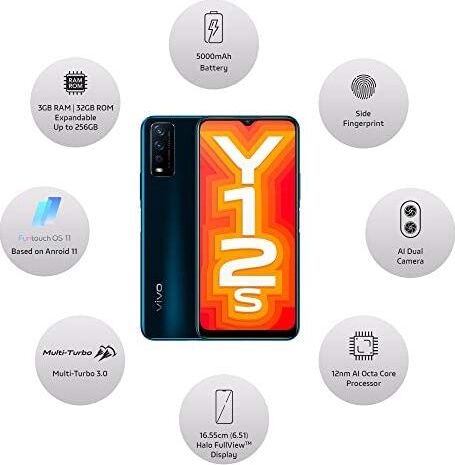 5000mAh
Battery
RAM
ROM
3GB RAM | 32GB ROM
Expandable
Up to 256GB
Side
Fingerprint
Funtouch OS 11
Based on Anroid 11
AI Dual
Camera
Y12s
vivo
Multi-Turbo
Multi-Turbo 3.0
12nm AI Octa Core
Processor
16.55cm (6.51)
Halo FullView™
Display